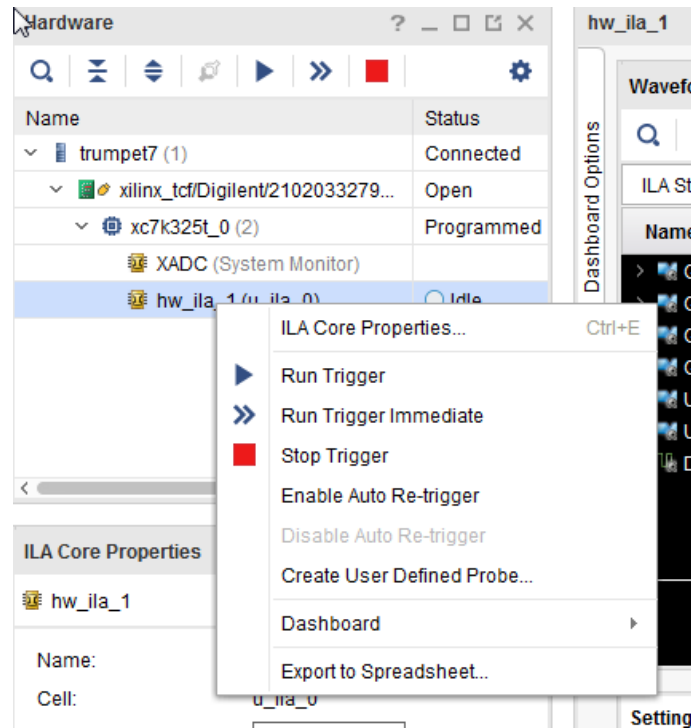 Hardware
Name Status
trumpet7 (1) Connected
xilinx_tcf/Digilent/2102033279... Open
xc7k325t_0 (2) Programmed
XADC (System Monitor)
hw_ila_1 (u_ila_0) Idle
ILA Core Properties... Ctrl+E
Run Trigger
Run Trigger Immediate
Stop Trigger
Enable Auto Re-trigger
Disable Auto Re-trigger
Create User Defined Probe...
Dashboard
Export to Spreadsheet...
ILA Core Properties
hw_ila_1
Name:
Cell: u_ila_0
hw_ila_1
Dashboard Options
Wavefo
ILA St
Name
Setting